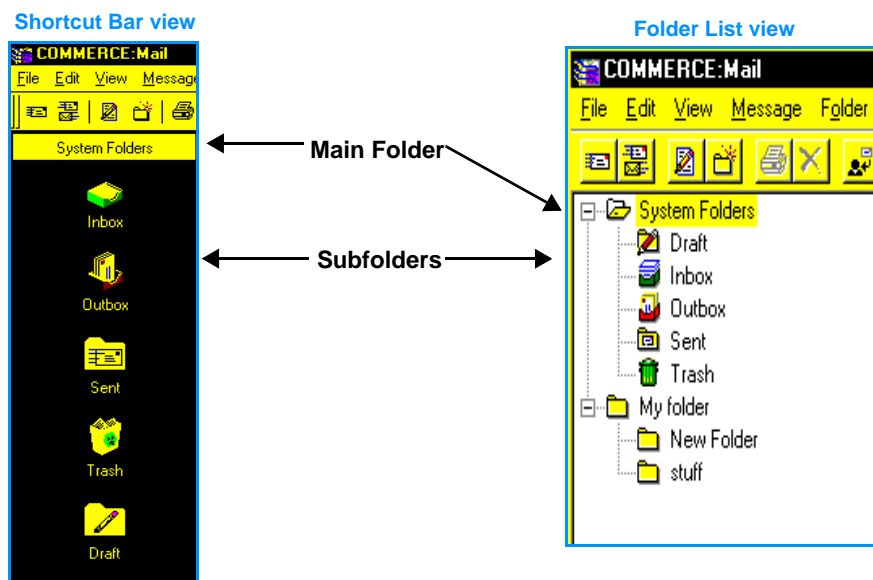 Shortcut Bar view
COMMERCE:Mail
File Edit View Messag
System Folders
Inbox
Outbox
Sent
Trash
Draft
Main Folder
Subfolders
Folder List view
COMMERCE:Mail
File Edit View Message Folder
System Folders
Draft
Inbox
Outbox
Sent
Trash
My folder
New Folder
stuff